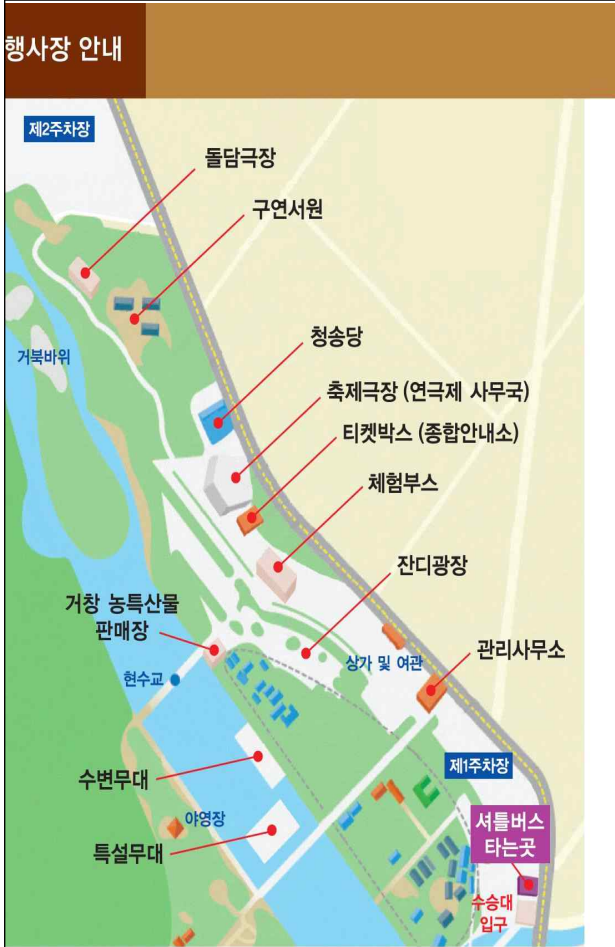 행사장 안내
제2주차장
돌담극장
구연서원
청송당
거북바위
축제극장 (연극제 사무국)
티켓박스 (종합안내소)
체험부스
잔디광장
거창 농특산물
판매장
상가 및 여관
관리사무소
현수교
제1주차장
수변무대
야영장
셔틀버스
타는곳
특설무대
수승대
입구